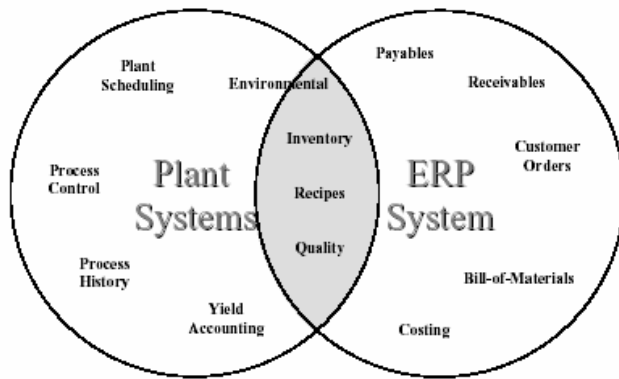 Plant
Scheduling
Environmental
Payables
Receivables
Inventory
Customer
Orders
Process
Control
Plant
Systems
Recipes
ERP
System
Quality
Process
History
Yield
Accounting
Bill-of-Materials
Costing